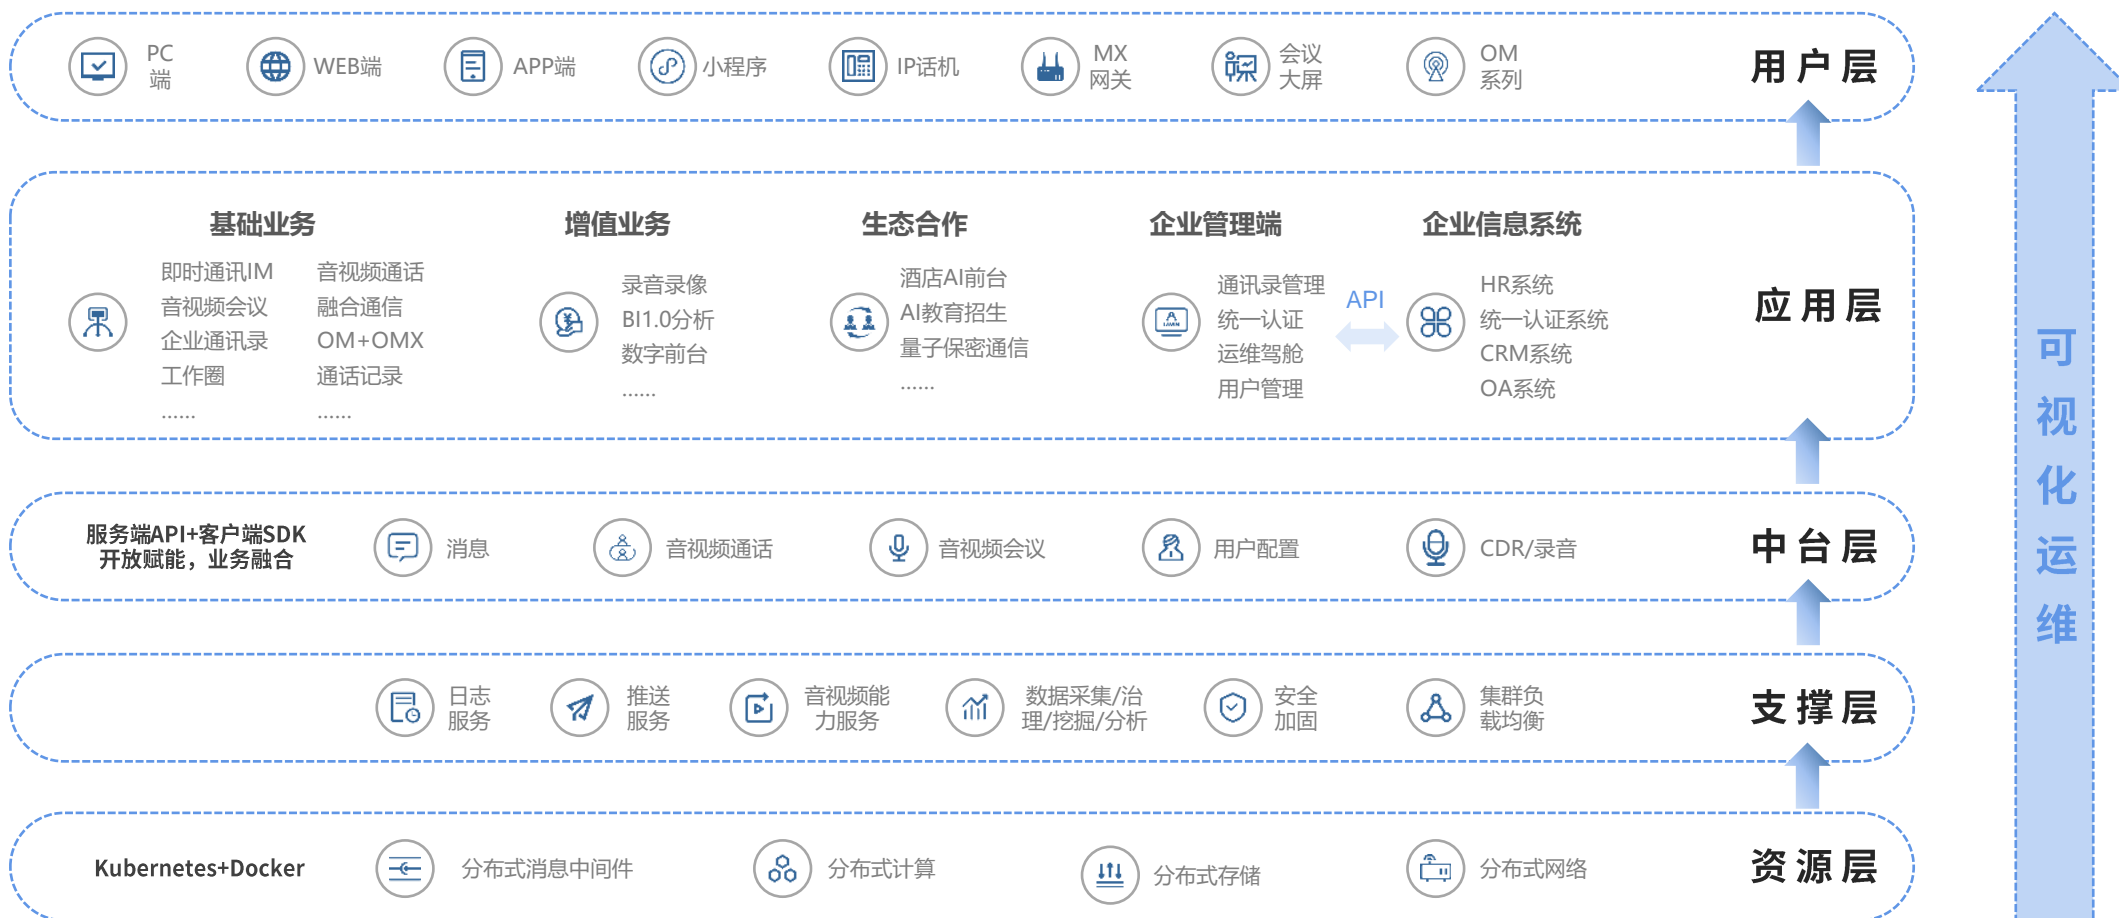 PC
端
WEB端
APP端
小程序
IP话机
MX
网关
会议
大屏
OM
系列
用户层
基础业务
即时通讯IM
音视频会议
企业通讯录
工作圈
......
音视频通话
融合通信
OM+OMX
通话记录
......
增值业务
录音录像
BI1.0分析
数字前台
......
生态合作
酒店AI前台
AI教育招生
量子保密通信
......
企业管理端
通讯录管理
统一认证
运维驾舱
用户管理
API
企业信息系统
HR系统
统一认证系统
CRM系统
OA系统
应用层
服务端API+客户端SDK
开放赋能，业务融合
消息
音视频通话
音视频会议
用户配置
CDR/录音
中台层
日志
服务
推送
服务
音视频能
力服务
数据采集/治
理/挖掘/分析
安全
加固
集群负
载均衡
支撑层
Kubernetes+Docker
分布式消息中间件
分布式计算
分布式存储
分布式网络
资源层
可视化运维